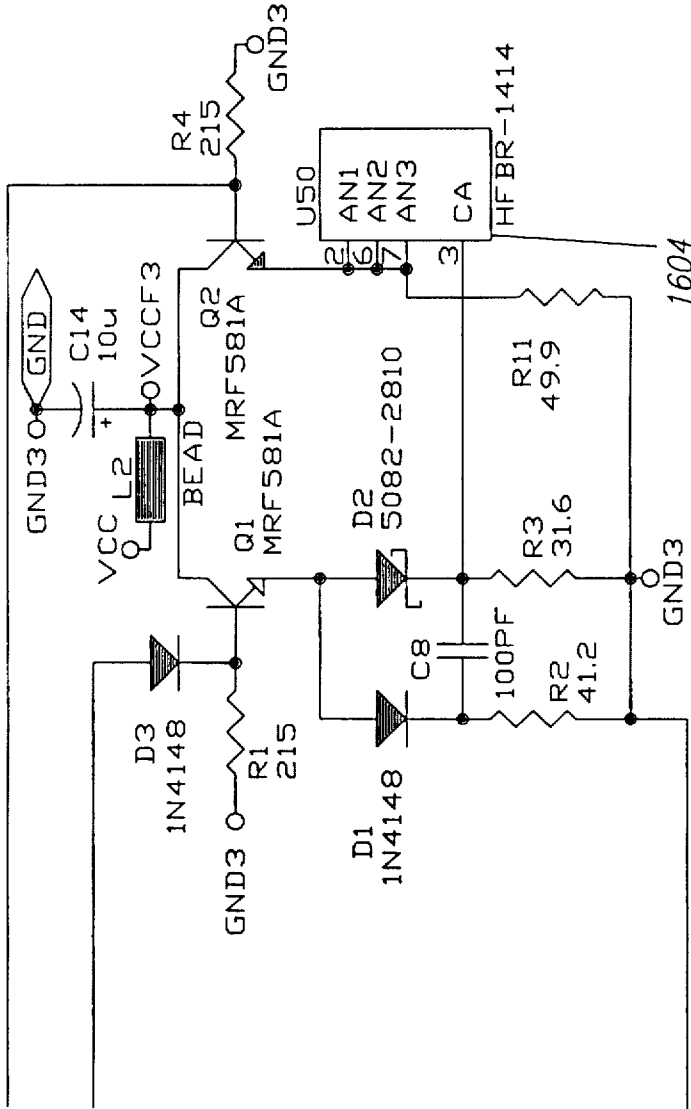 GND3
GND
C14
10u
+
VCC
L2
VCCF3
BEAD
D3
1N4148
R4
215
GND3
Q2
MRF581A
Q1
MRF581A
GND3
R1
215
U50
2 AN1
6 AN2
7 AN3
3 CA
HFBR-1414
D1
1N4148
D2
5082-2810
C8
100PF
R2
41.2
R3
31.6
R11
49.9
GND3
1604